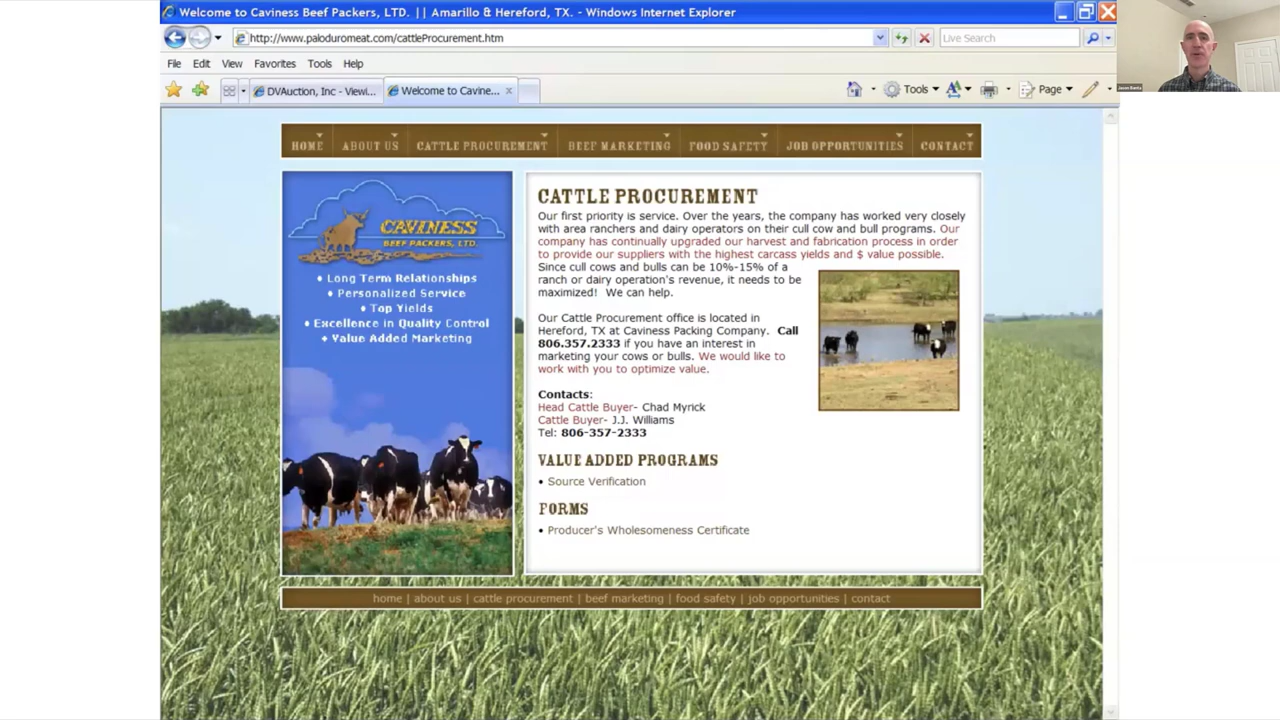 Welcome to Caviness Beef Packers, LTD. || Amarillo & Hereford, TX. - Windows Internet Explorer
http://www.paloduromeat.com/cattleProcurement.htm
Live Search
File Edit View Favorites Tools Help
DVAuction, Inc - Viewi...
Welcome to Cavine...
Tools
Page
HOME ABOUT US CATTLE PROCUREMENT BEEF MARKETING FOOD SAFETY JOB OPPORTUNITIES CONTACT
CAVINESS
BEEF PACKERS, LTD.
♦ Long Term Relationships
♦ Personalized Service
♦ Top Yields
♦ Excellence in Quality Control
♦ Value Added Marketing
CATTLE PROCUREMENT
Our first priority is service. Over the years, the company has worked very closely
with area ranchers and dairy operators on their cull cow and bull programs. Our
company has continually upgraded our harvest and fabrication process in order
to provide our suppliers with the highest carcass yields and $ value possible.
Since cull cows and bulls can be 10%-15% of a
ranch or dairy operation's revenue, it needs to be
maximized! We can help.
Our Cattle Procurement office is located in
Hereford, TX at Caviness Packing Company. Call
806.357.2333 if you have an interest in
marketing your cows or bulls. We would like to
work with you to optimize value.
Contacts:
Head Cattle Buyer- Chad Myrick
Cattle Buyer- J.J. Williams
Tel: 806-357-2333
VALUE ADDED PROGRAMS
• Source Verification
FORMS
• Producer's Wholesomeness Certificate
home | about us | cattle procurement | beef marketing | food safety | job opportunities | contact